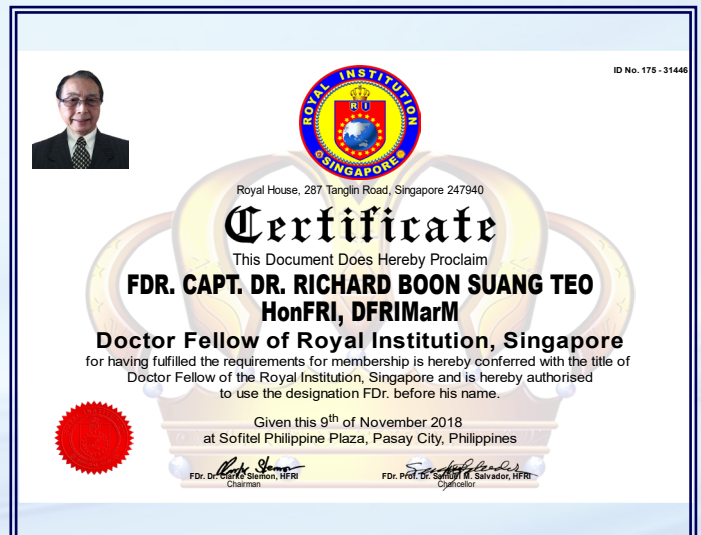 ID No. 175 - 31446
ROYAL INSTITUTION
RI
SINGAPORE
Royal House, 287 Tanglin Road, Singapore 247940
Certificate
This Document Does Hereby Proclaim
FDR. CAPT. DR. RICHARD BOON SUANG TEO
HonFRI, DFRIMarM
Doctor Fellow of Royal Institution, Singapore
for having fulfilled the requirements for membership is hereby conferred with the title of
Doctor Fellow of the Royal Institution, Singapore and is hereby authorised
to use the designation FDr. before his name.
Given this 9th of November 2018
at Sofitel Philippine Plaza, Pasay City, Philippines
FDr. Dr. Clarke Slemon, HFRI
Chairman
FDr. Prof. Dr. Samuel M. Salvador, HFRI
Chancellor